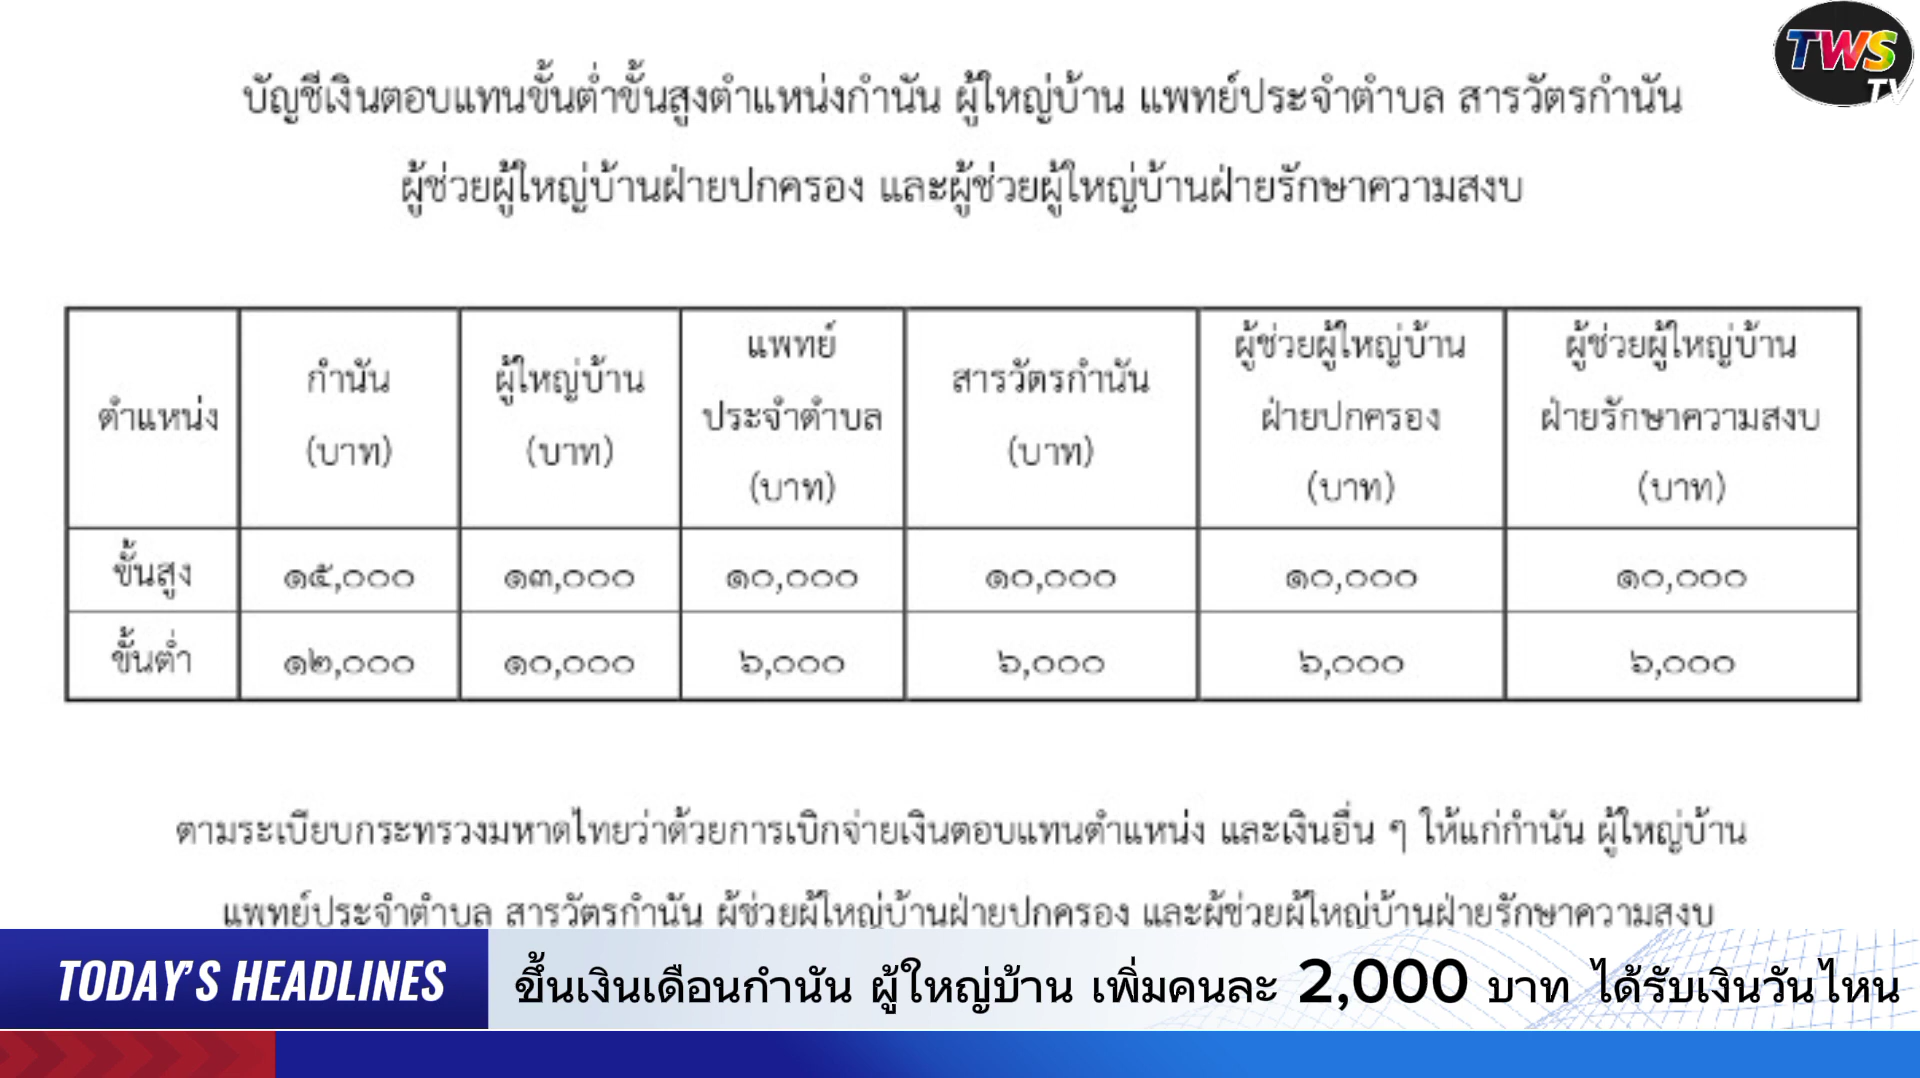 TWS
TV
บัญชีเงินตอบแทนขั้นต่ำขั้นสูงตำแหน่งกำนัน ผู้ใหญ่บ้าน แพทย์ประจำตำบล สารวัตรกำนัน
ผู้ช่วยผู้ใหญ่บ้านฝ่ายปกครอง และผู้ช่วยผู้ใหญ่บ้านฝ่ายรักษาความสงบ
ตำแหน่ง
กำนัน
(บาท)
ผู้ใหญ่บ้าน
(บาท)
แพทย์
ประจำตำบล
(บาท)
สารวัตรกำนัน
(บาท)
ผู้ช่วยผู้ใหญ่บ้าน
ฝ่ายปกครอง
(บาท)
ผู้ช่วยผู้ใหญ่บ้าน
ฝ่ายรักษาความสงบ
(บาท)
ขั้นสูง ๑๕,๐๐๐ ๑๓,๐๐๐ ๑๐,๐๐๐ ๑๐,๐๐๐ ๑๐,๐๐๐ ๑๐,๐๐๐
ขั้นต่ำ ๑๒,๐๐๐ ๑๐,๐๐๐ ๖,๐๐๐ ๖,๐๐๐ ๖,๐๐๐ ๖,๐๐๐
ตามระเบียบกระทรวงมหาดไทยว่าด้วยการเบิกจ่ายเงินตอบแทนตำแหน่ง และเงินอื่น ๆ ให้แก่กำนัน ผู้ใหญ่บ้าน
แพทย์ประจำตำบล สารวัตรกำนัน ผู้ช่วยผู้ใหญ่บ้านฝ่ายปกครอง และผู้ช่วยผู้ใหญ่บ้านฝ่ายรักษาความสงบ
TODAY'S HEADLINES
ขึ้นเงินเดือนกำนัน ผู้ใหญ่บ้าน เพิ่มคนละ 2,000 บาท ได้รับเงินวันไหน